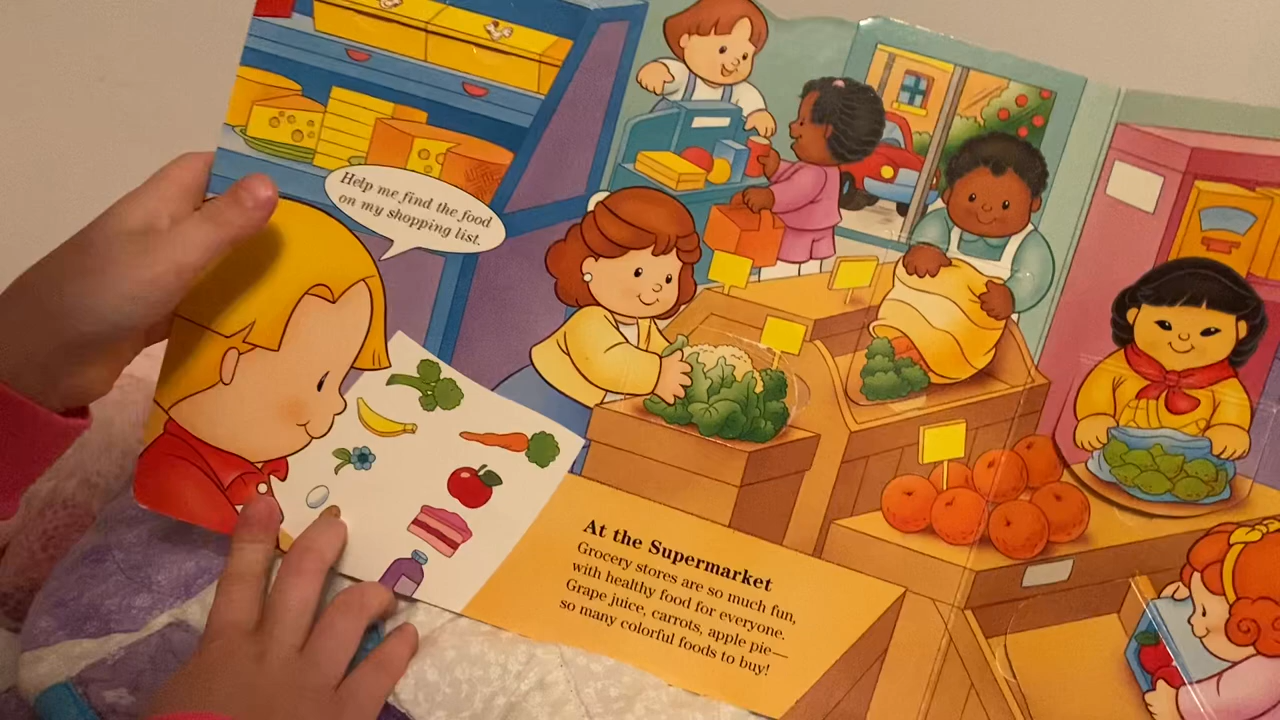 Help me find the food
on my shopping list.
At the Supermarket
Grocery stores are so much fun,
with healthy food for everyone.
Grape juice, carrots, apple pie—
so many colorful foods to buy!